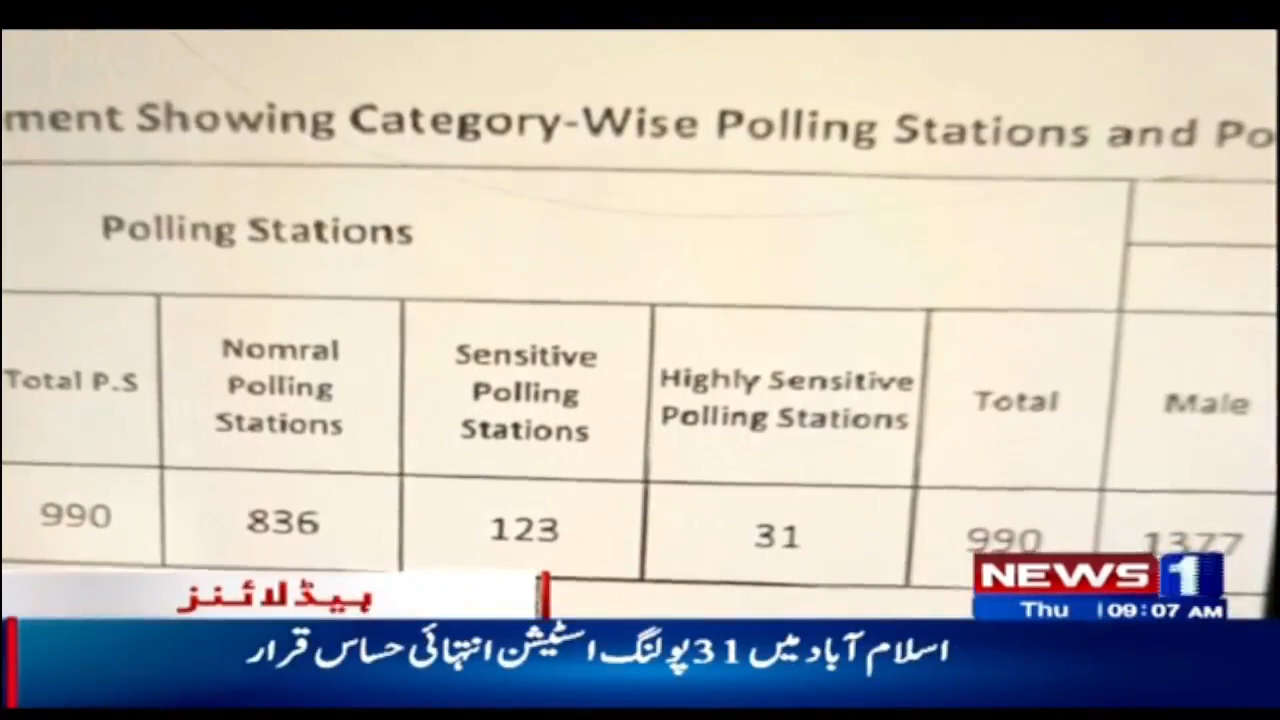 ment Showing Category-Wise Polling Stations and Po
Polling Stations
Total P.S
Nomral
Polling
Stations
Sensitive
Polling
Stations
Highly Sensitive
Polling Stations
Total
Male
990
836
123
31
990
1377
NEWS 1
Thu 09:07 AM
ہیڈلائنز
اسلام آباد میں 31 پولنگ اسٹیشن انتہائی حساس قرار